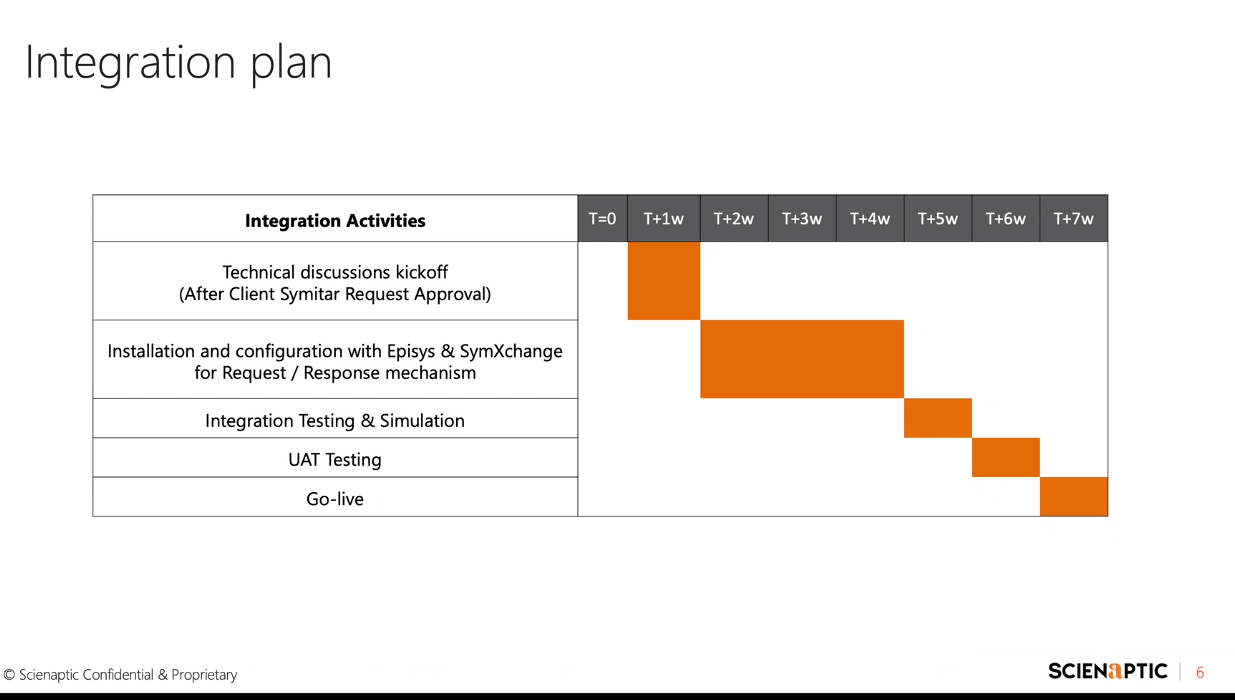 Integration plan
Integration Activities
T=0
T+1w
T+2w
T+3w
T+4w
T+5w
T+6w
T+7w
Technical discussions kickoff
(After Client Symitar Request Approval)
Installation and configuration with Episys & SymXchange
for Request / Response mechanism
Integration Testing & Simulation
UAT Testing
Go-live
© Scienaptic Confidential & Proprietary
SCIENAPTIC
6